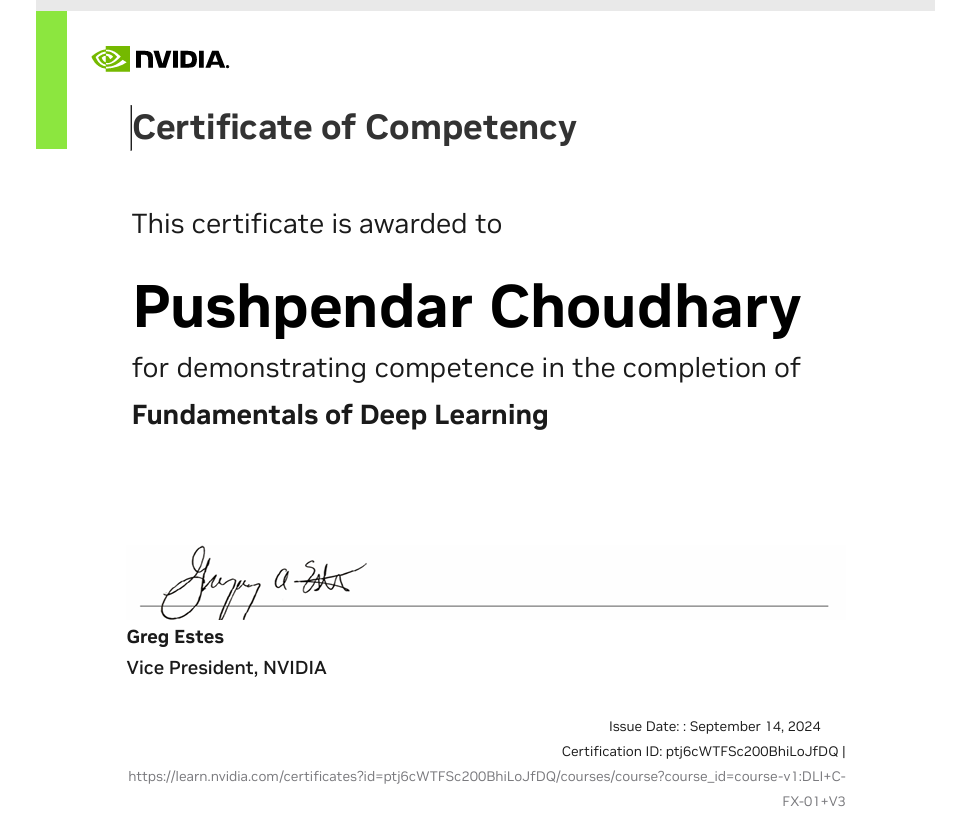 NVIDIA.
Certificate of Competency
This certificate is awarded to
Pushpendar Choudhary
for demonstrating competence in the completion of
Fundamentals of Deep Learning
Gregory A Estes
Greg Estes
Vice President, NVIDIA
Issue Date: : September 14, 2024
Certification ID: ptj6cWTFSc200BhiLoJfDQ |
https://learn.nvidia.com/certificates?id=ptj6cWTFSc200BhiLoJfDQ/courses/course?course_id=course-v1:DLI+C-
FX-01+V3